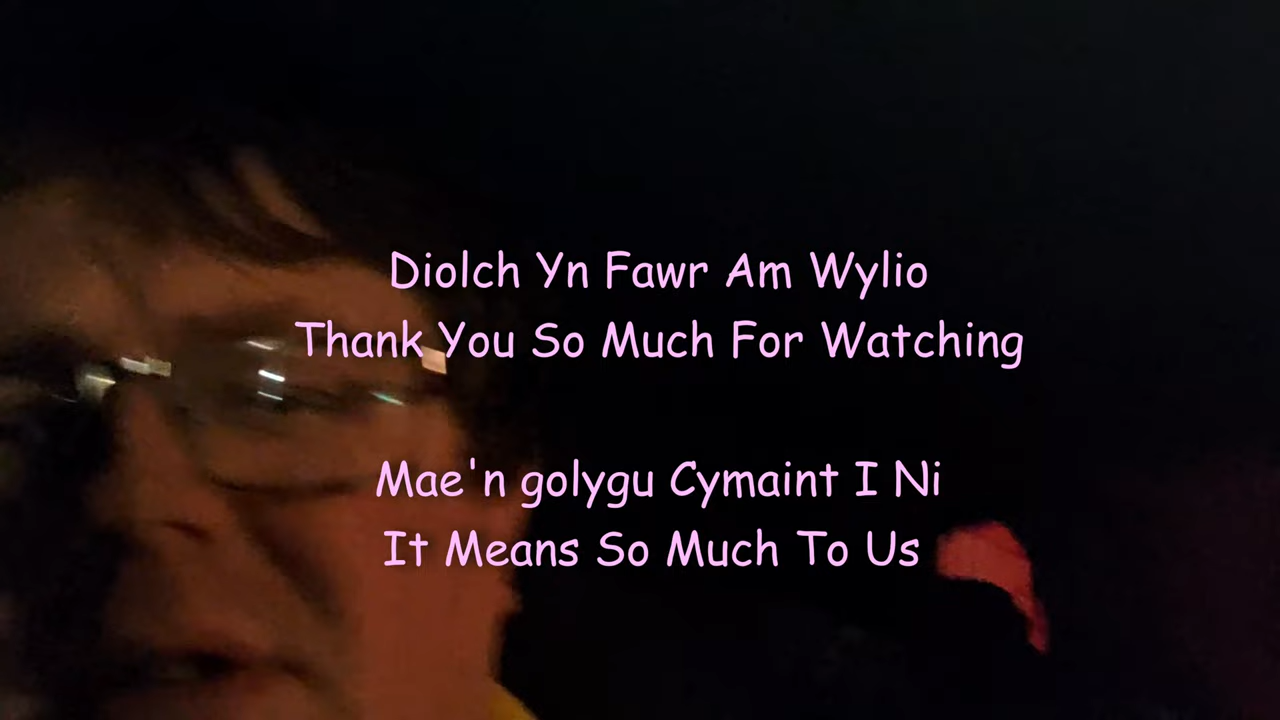 Diolch Yn Fawr Am Wylio
Thank You So Much For Watching
Mae'n golygu Cymaint I Ni
It Means So Much To Us